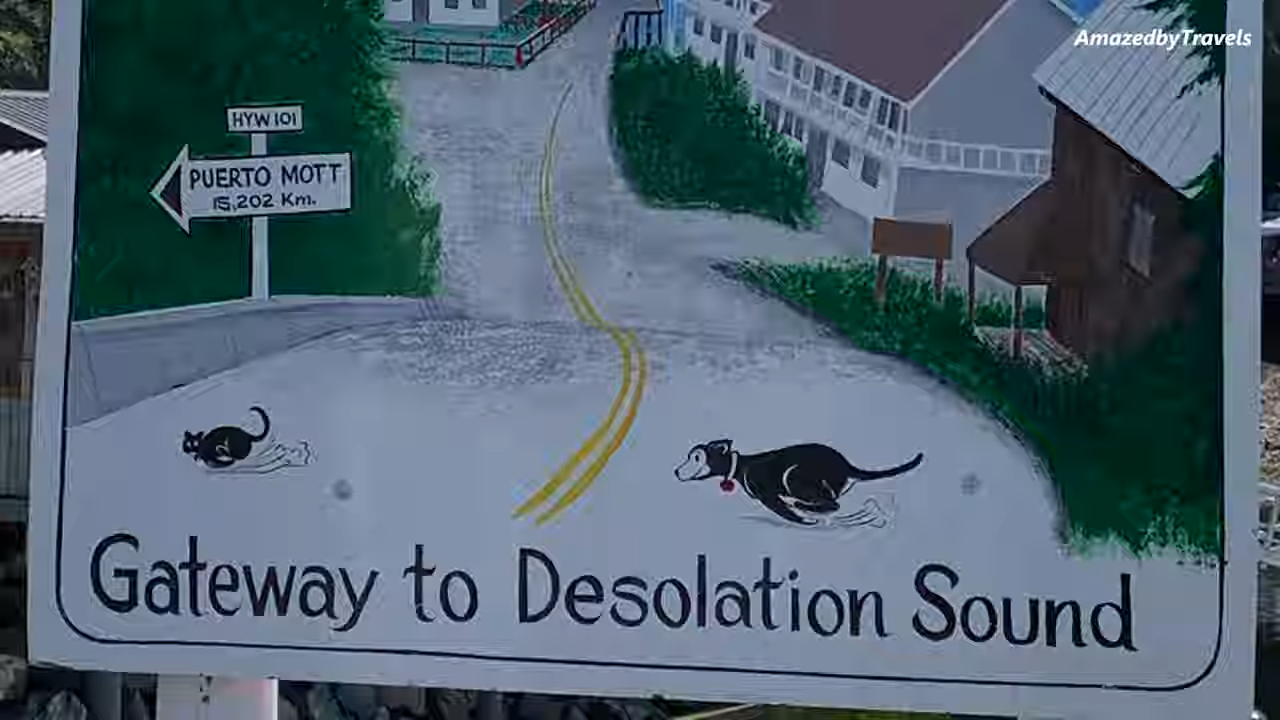 AmazedbyTravels
HYW 101
PUERTO MOTT
15,202 Km.
Gateway to Desolation Sound